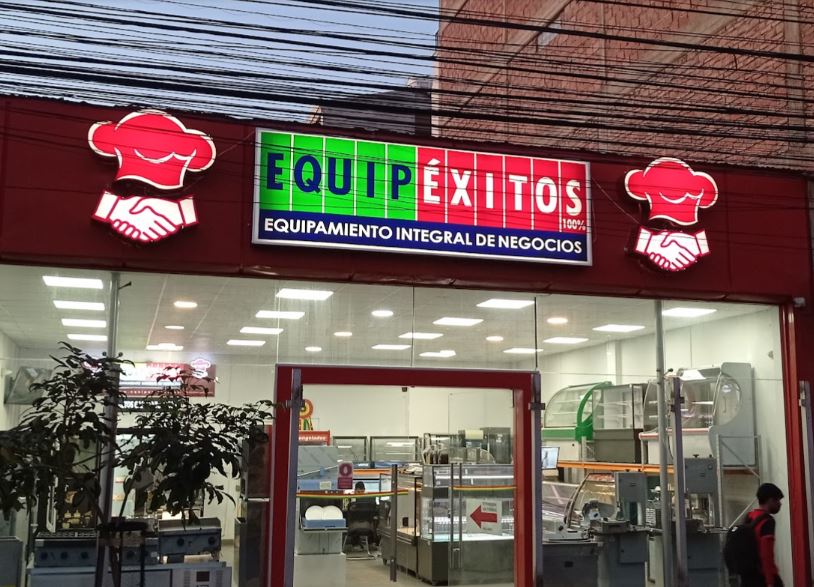 EQUIPÉXITOS
100%
EQUIPAMIENTO INTEGRAL DE NEGOCIOS